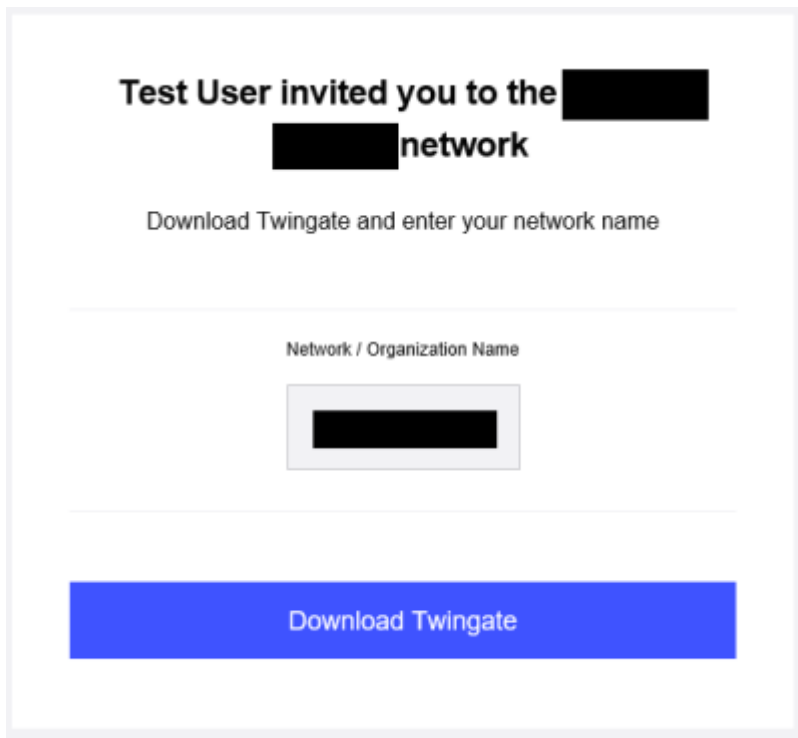 Test User invited you to the
network
Download Twingate and enter your network name
Network / Organization Name
Download Twingate